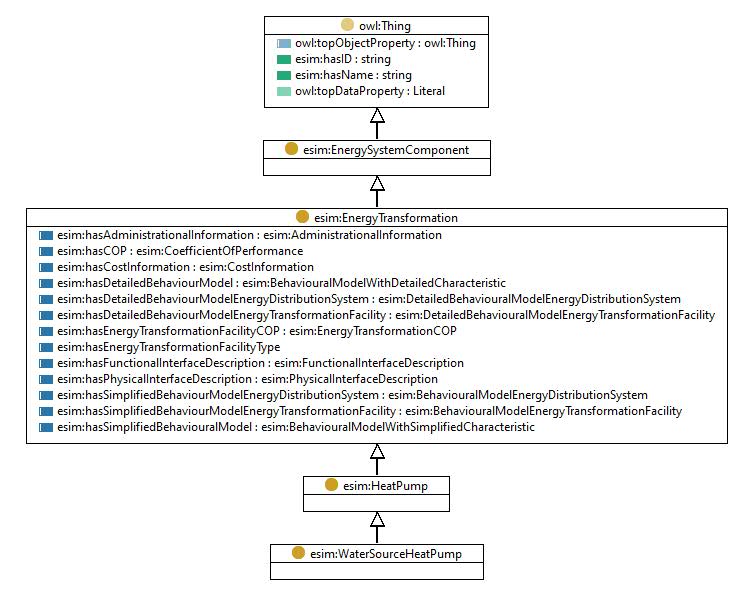 owl:Thing
owl:topObjectProperty : owl:Thing
esim:hasID : string
esim:hasName : string
owl:topDataProperty : Literal
esim:EnergySystemComponent
esim:EnergyTransformation
esim:hasAdministrationalInformation : esim:AdministrationalInformation
esim:hasCOP : esim:CoefficientOfPerformance
esim:hasCostInformation : esim:CostInformation
esim:hasDetailedBehaviourModel : esim:BehaviouralModelWithDetailedCharacteristic
esim:hasDetailedBehaviourModelEnergyDistributionSystem : esim:DetailedBehaviouralModelEnergyDistributionSystem
esim:hasDetailedBehaviourModelEnergyTransformationFacility : esim:DetailedBehaviouralModelEnergyTransformationFacility
esim:hasEnergyTransformationFacilityCOP : esim:EnergyTransformationCOP
esim:hasEnergyTransformationFacilityType
esim:hasFunctionalInterfaceDescription : esim:FunctionalInterfaceDescription
esim:hasPhysicalInterfaceDescription : esim:PhysicalInterfaceDescription
esim:hasSimplifiedBehaviourModelEnergyDistributionSystem : esim:BehaviouralModelEnergyDistributionSystem
esim:hasSimplifiedBehaviourModelEnergyTransformationFacility : esim:BehaviouralModelEnergyTransformationFacility
esim:hasSimplifiedBehaviouralModel : esim:BehaviouralModelWithSimplifiedCharacteristic
esim:HeatPump
esim:WaterSourceHeatPump